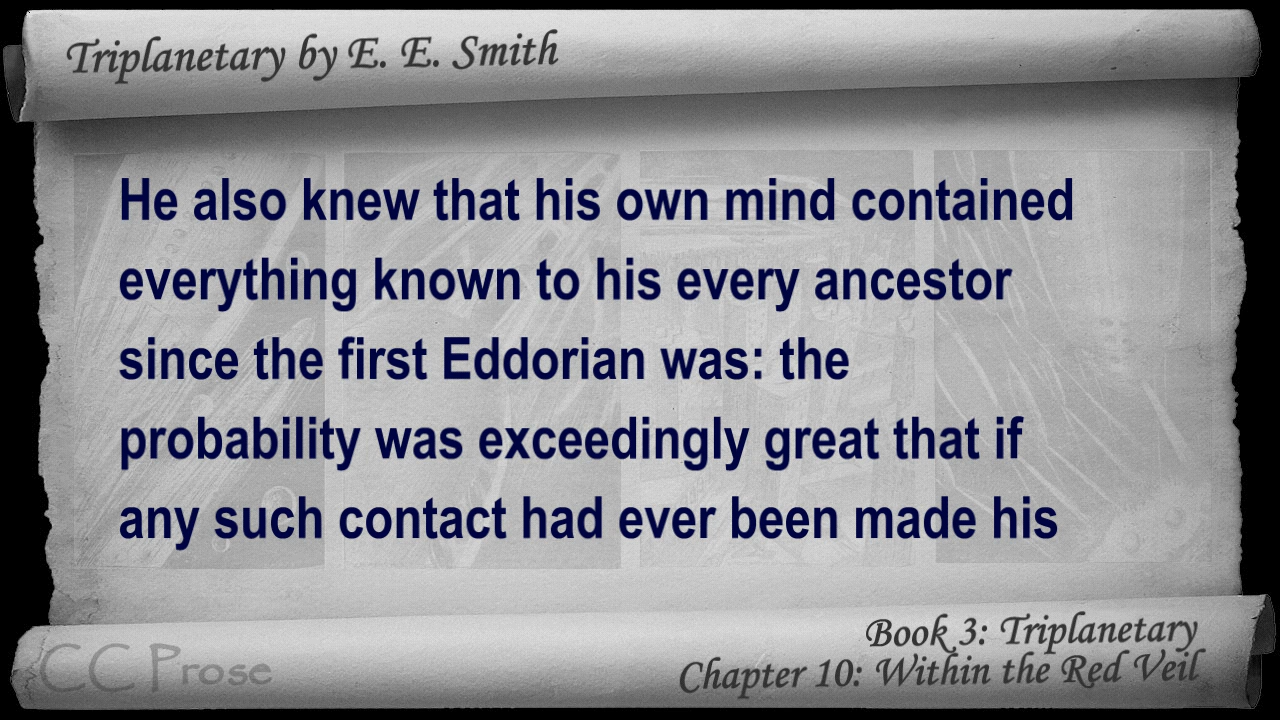 Triplanetary by E. E. Smith
He also knew that his own mind contained
everything known to his every ancestor
since the first Eddorian was: the
probability was exceedingly great that if
any such contact had ever been made his
Book 3: Triplanetary
Chapter 10: Within the Red Veil
CC Prose